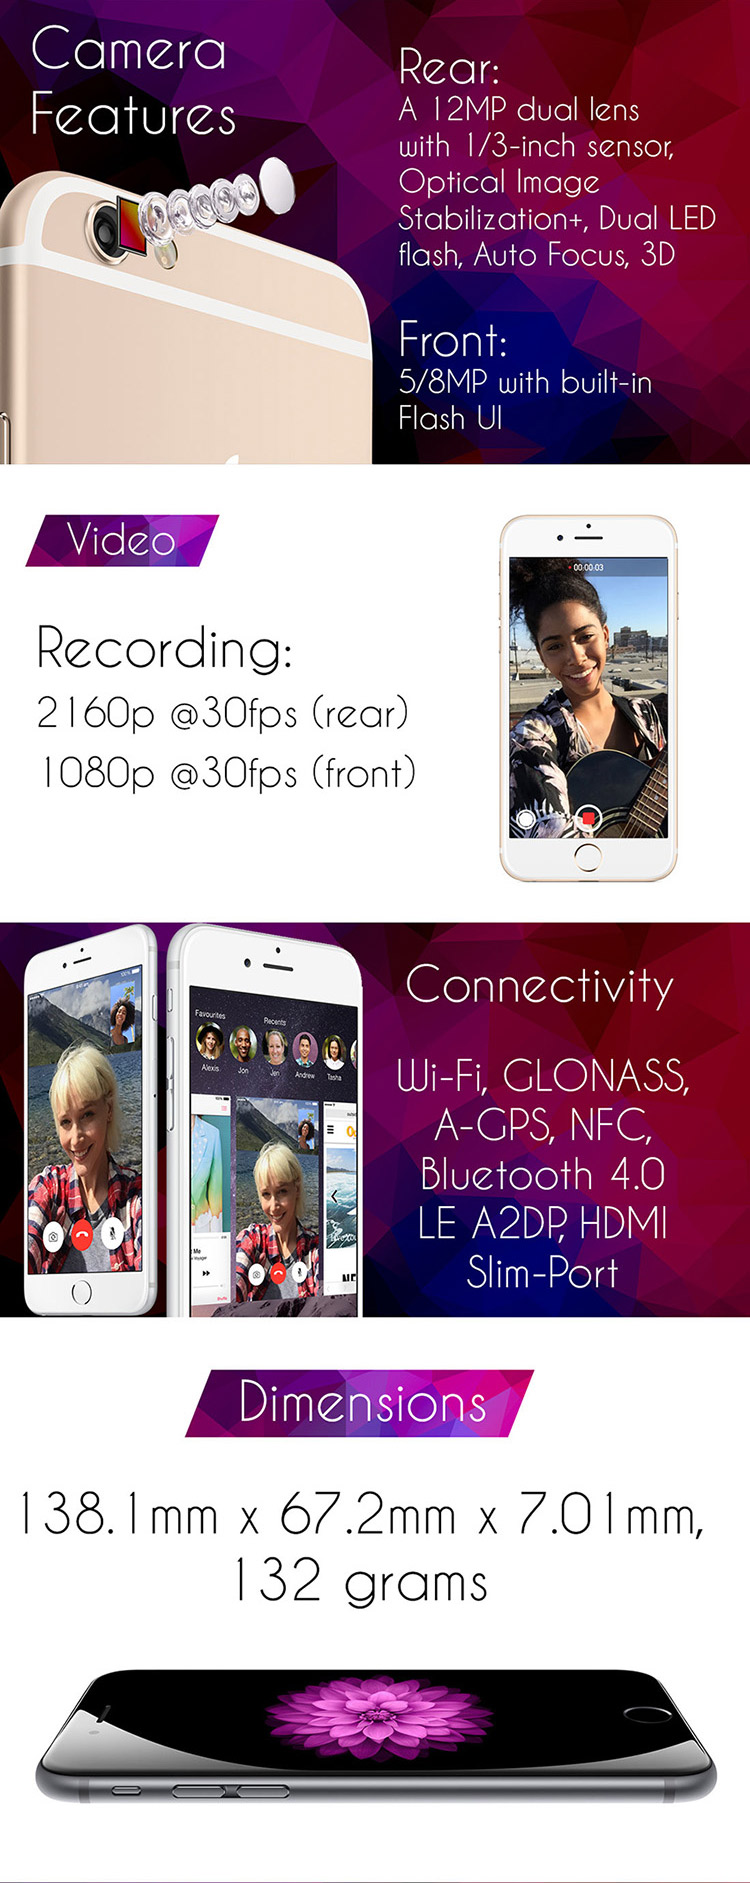 Camera
Features
Rear:
A 12MP dual lens
with 1/3-inch sensor,
Optical Image
Stabilization+, Dual LED
flash, Auto Focus, 3D
Front:
5/8MP with built-in
Flash UI
Video
Recording:
2160p @30fps (rear)
1080p @30fps (front)
00:00:03
Connectivity
Wi-Fi, GLONASS,
A-GPS, NFC,
Bluetooth 4.0
LE A2DP, HDMI
Slim-Port
100%
Favourites
Recents
Alexis Jon Jen Andrew Tasha
Me
Dimensions
138.1mm x 67.2mm x 7.01mm,
132 grams